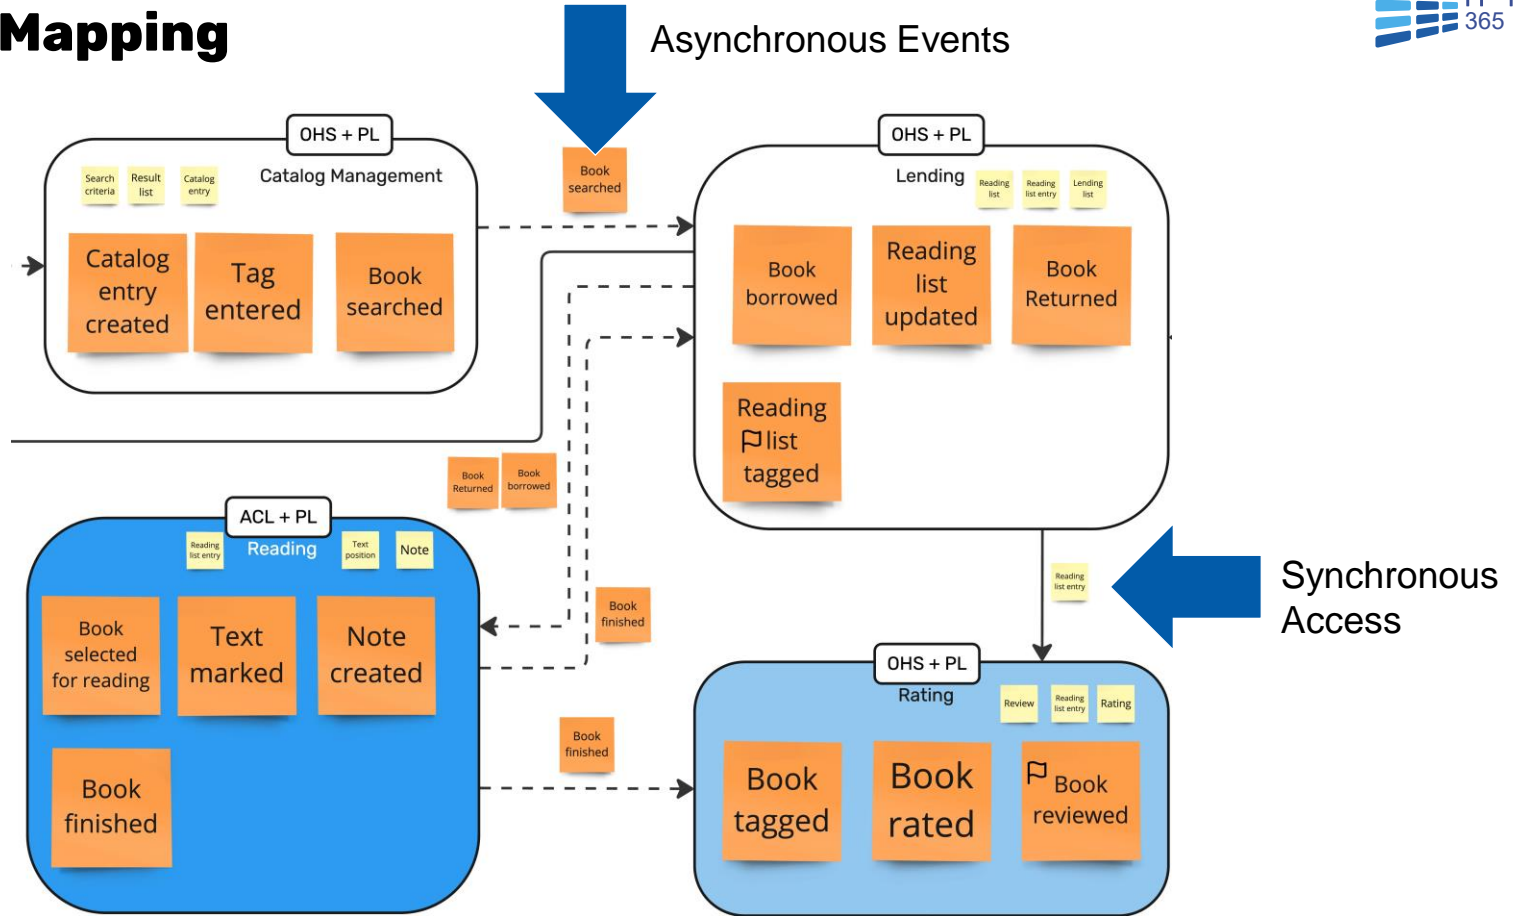 Mapping
Asynchronous Events
365
OHS + PL
Catalog Management
Search
criteria
Result
list
Catalog
entry
Catalog
entry
created
Tag
entered
Book
searched
Book
searched
OHS + PL
Lending
Reading
list
Reading
list entry
Lending
list
Book
borrowed
Reading
list
updated
Book
Returned
Reading
list
tagged
Book
Returned
Book
borrowed
ACL + PL
Reading
Reading
list entry
Text
position
Note
Book
selected
for reading
Text
marked
Note
created
Book
finished
Book
finished
Book
finished
Reading
list entry
Synchronous
Access
OHS + PL
Rating
Review
Reading
list entry
Rating
Book
tagged
Book
rated
Book
reviewed